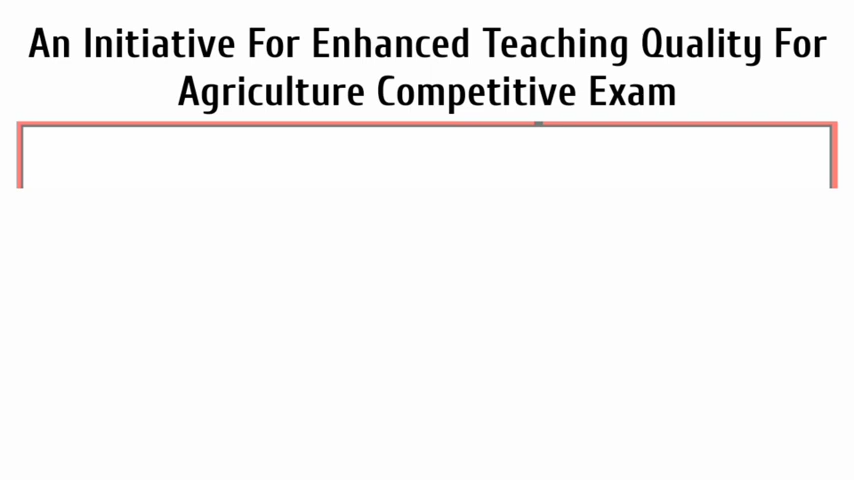 An Initiative For Enhanced Teaching Quality For
Agriculture Competitive Exam